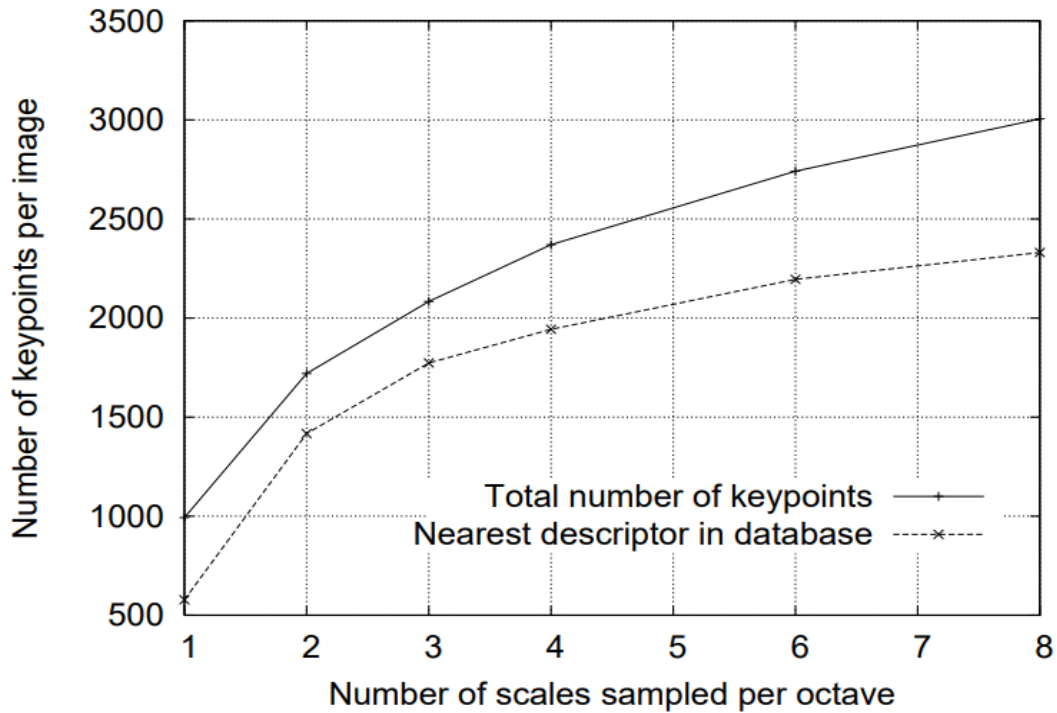 3500
3000
2500
2000
1500
1000
500
Number of keypoints per image
Total number of keypoints
Nearest descriptor in database
1 2 3 4 5 6 7 8
Number of scales sampled per octave